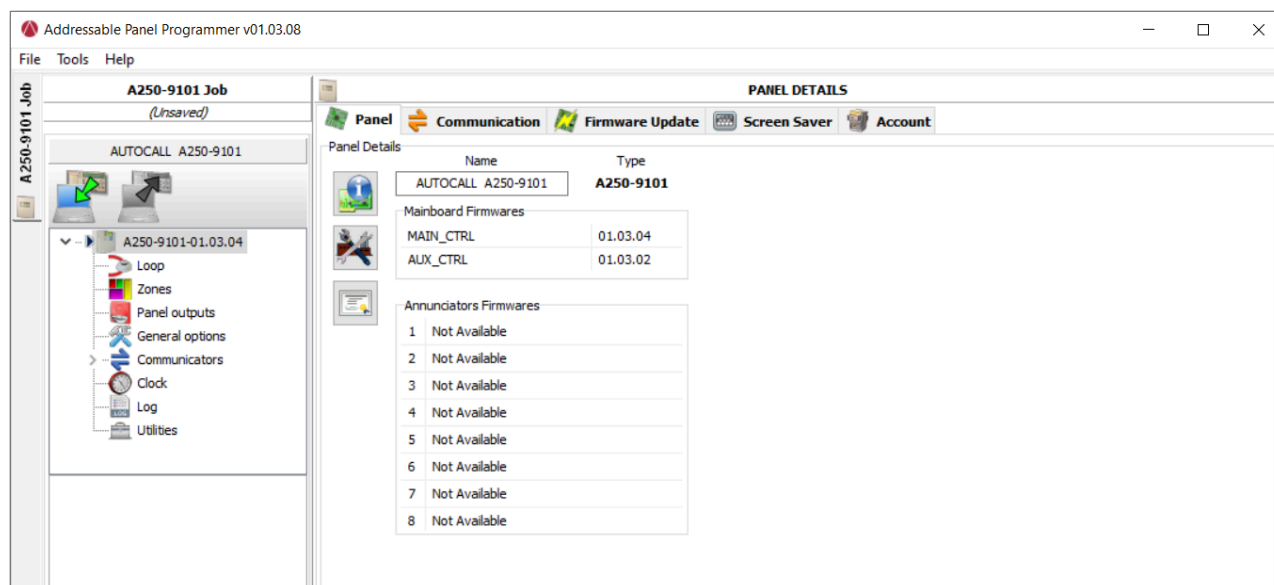 Addressable Panel Programmer v01.03.08
File Tools Help
A250-9101 Job
A250-9101 Job
(Unsaved)
AUTOCALL A250-9101
A250-9101-01.03.04
Loop
Zones
Panel outputs
General options
Communicators
Clock
LOG
Log
Utilities
PANEL DETAILS
Panel Communication Firmware Update Screen Saver Account
Panel Details
Name Type
AUTOCALL A250-9101 A250-9101
Mainboard Firmwares
MAIN_CTRL 01.03.04
AUX_CTRL 01.03.02
Annunciators Firmwares
1 Not Available
2 Not Available
3 Not Available
4 Not Available
5 Not Available
6 Not Available
7 Not Available
8 Not Available